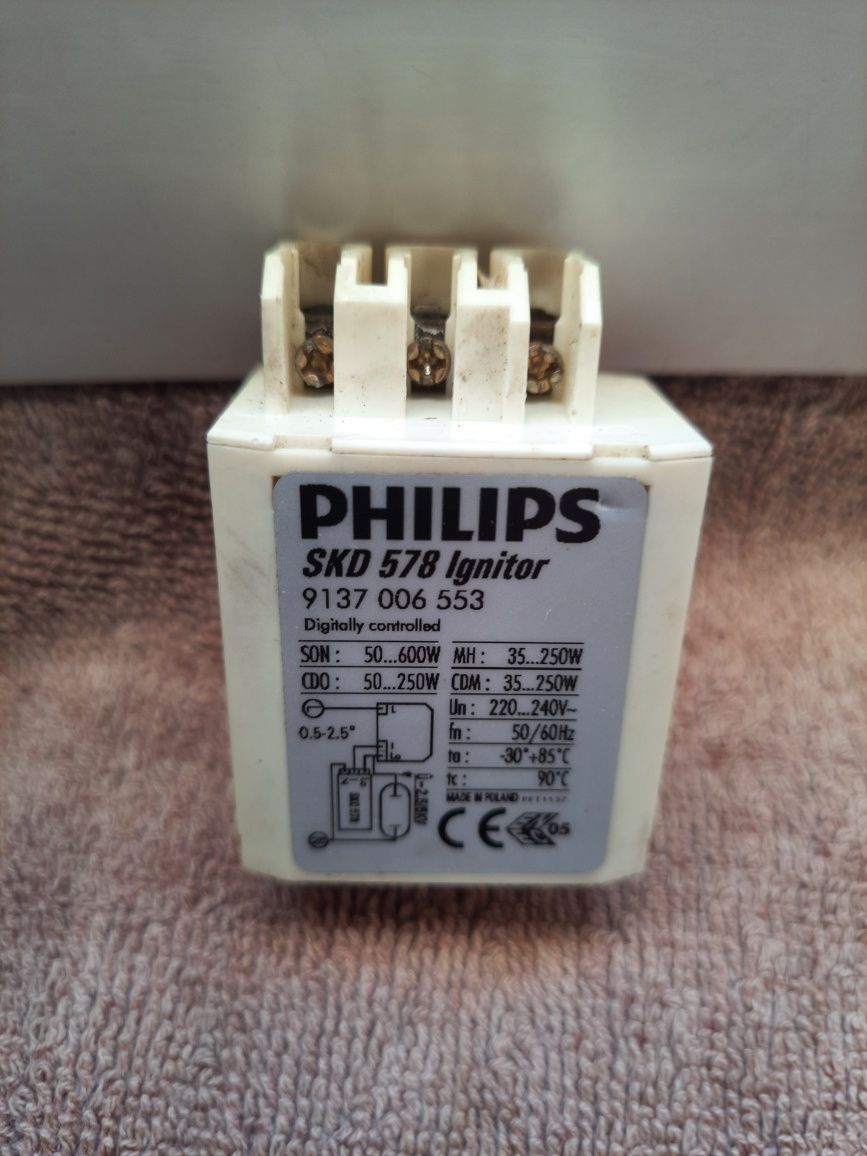 PHILIPS
SKD 578 Ignitor
9137 006 553
Digitally controlled
SON : 50...600W MH : 35...250W
CDO : 50...250W CDM : 35...250W
Un : 220...240V~
fn : 50/60Hz
ta : -30°+85°C
tc : 90°C
MADE IN POLAND
0.5-2.5°
L
SKD 578
CE
05